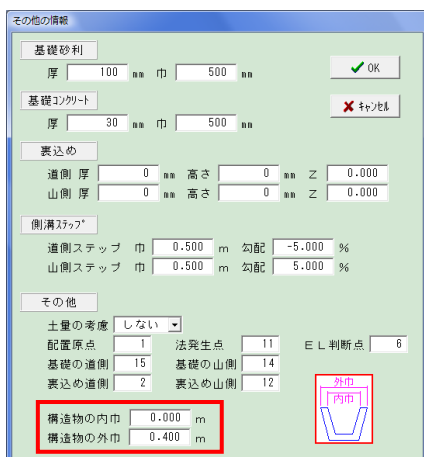 その他の情報
基礎砂利
厚 100 mm 巾 500 mm
OK
基礎コンクリート
厚 30 mm 巾 500 mm
キャンセル
裏込め
道側 厚 0 mm 高さ 0 mm Z 0.000
山側 厚 0 mm 高さ 0 mm Z 0.000
側溝ステップ
道側ステップ 巾 0.500 m 勾配 -5.000 %
山側ステップ 巾 0.500 m 勾配 5.000 %
その他
土量の考慮 しない
配置原点 1 法発生点 11 EL判断点 6
基礎の道側 15 基礎の山側 14
裏込め道側 2 裏込め山側 12
外巾
内巾
構造物の内巾 0.000 m
構造物の外巾 0.400 m